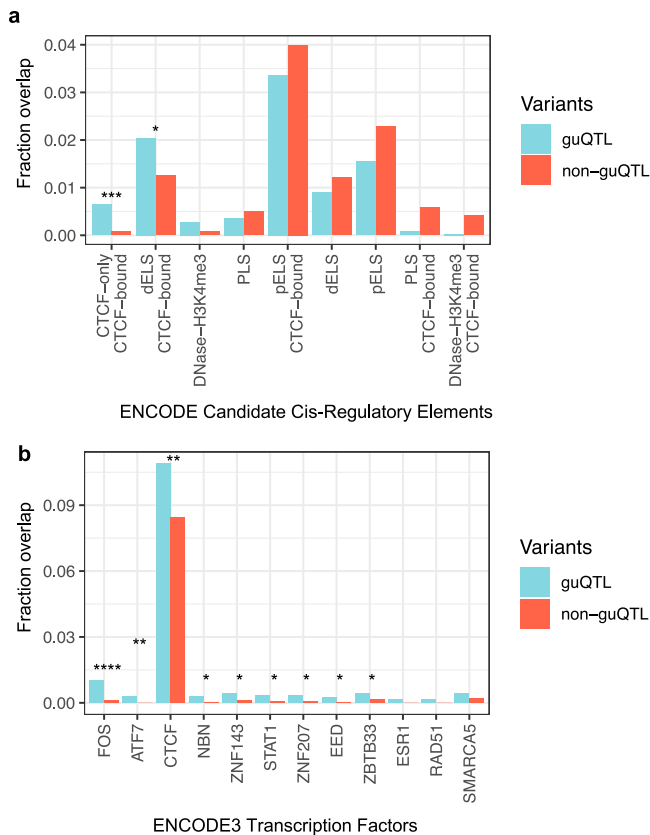 a
Fraction overlap
0.04
0.03
0.02
0.01
0.00
***
*
CTCF−only
CTCF−bound
dELS
CTCF−bound
DNase−H3K4me3
PLS
pELS
CTCF−bound
dELS
pELS
PLS
CTCF−bound
DNase−H3K4me3
CTCF−bound
ENCODE Candidate Cis-Regulatory Elements
Variants
guQTL
non−guQTL
b
Fraction overlap
0.09
0.06
0.03
0.00
****
**
**
*
*
*
*
*
*
FOS
ATF7
CTCF
NBN
ZNF143
STAT1
ZNF207
EED
ZBTB33
ESR1
RAD51
SMARCA5
ENCODE3 Transcription Factors
Variants
guQTL
non−guQTL